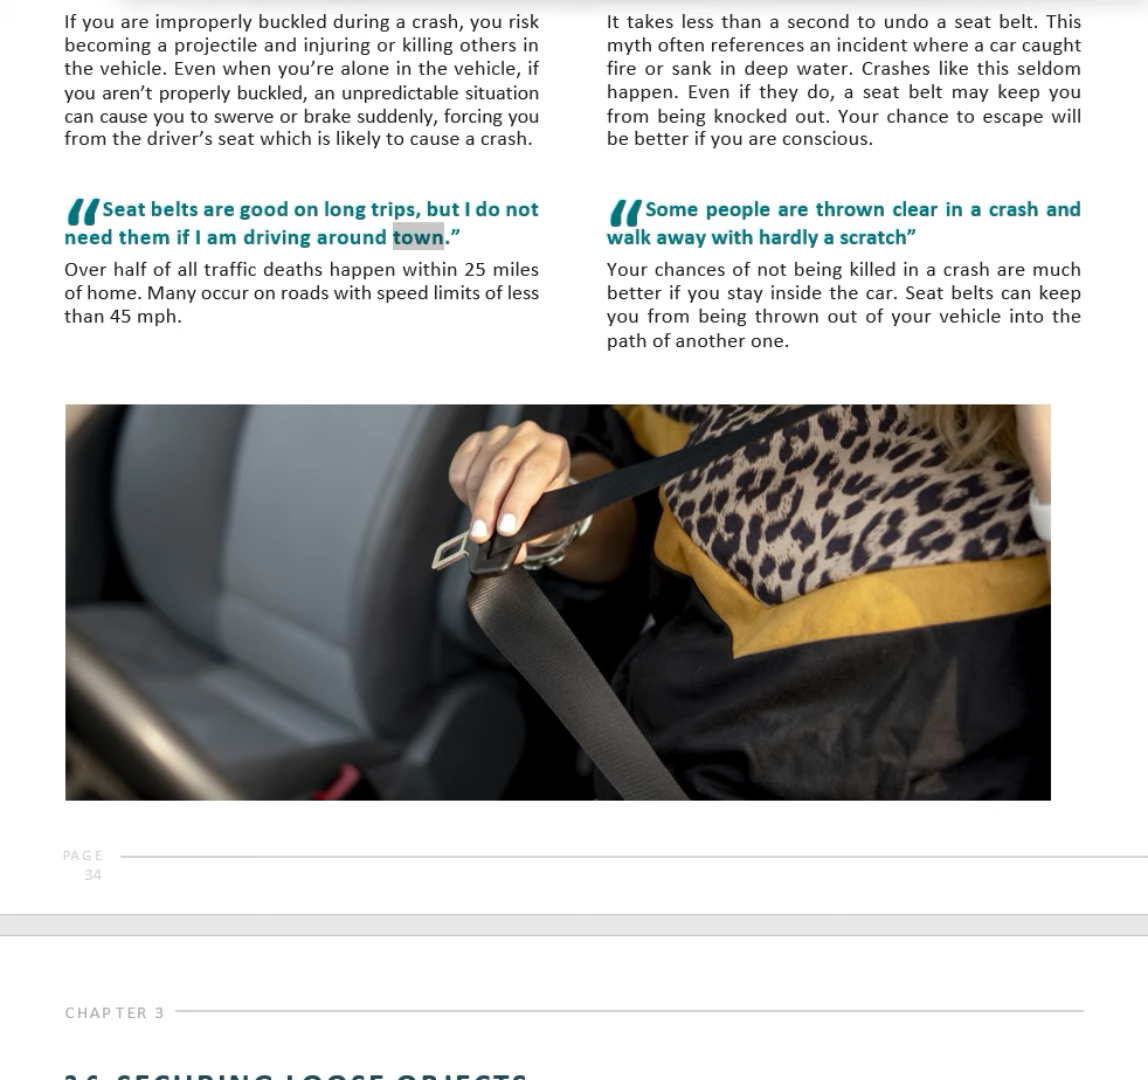 If you are improperly buckled during a crash, you risk
becoming a projectile and injuring or killing others in
the vehicle. Even when you’re alone in the vehicle, if
you aren’t properly buckled, an unpredictable situation
can cause you to swerve or brake suddenly, forcing you
from the driver’s seat which is likely to cause a crash.
“Seat belts are good on long trips, but I do not
need them if I am driving around town.”
Over half of all traffic deaths happen within 25 miles
of home. Many occur on roads with speed limits of less
than 45 mph.
It takes less than a second to undo a seat belt. This
myth often references an incident where a car caught
fire or sank in deep water. Crashes like this seldom
happen. Even if they do, a seat belt may keep you
from being knocked out. Your chance to escape will
be better if you are conscious.
“Some people are thrown clear in a crash and
walk away with hardly a scratch”
Your chances of not being killed in a crash are much
better if you stay inside the car. Seat belts can keep
you from being thrown out of your vehicle into the
path of another one.
PAGE
34
CHAPTER 3
SECURING LOOSE OBJECTS